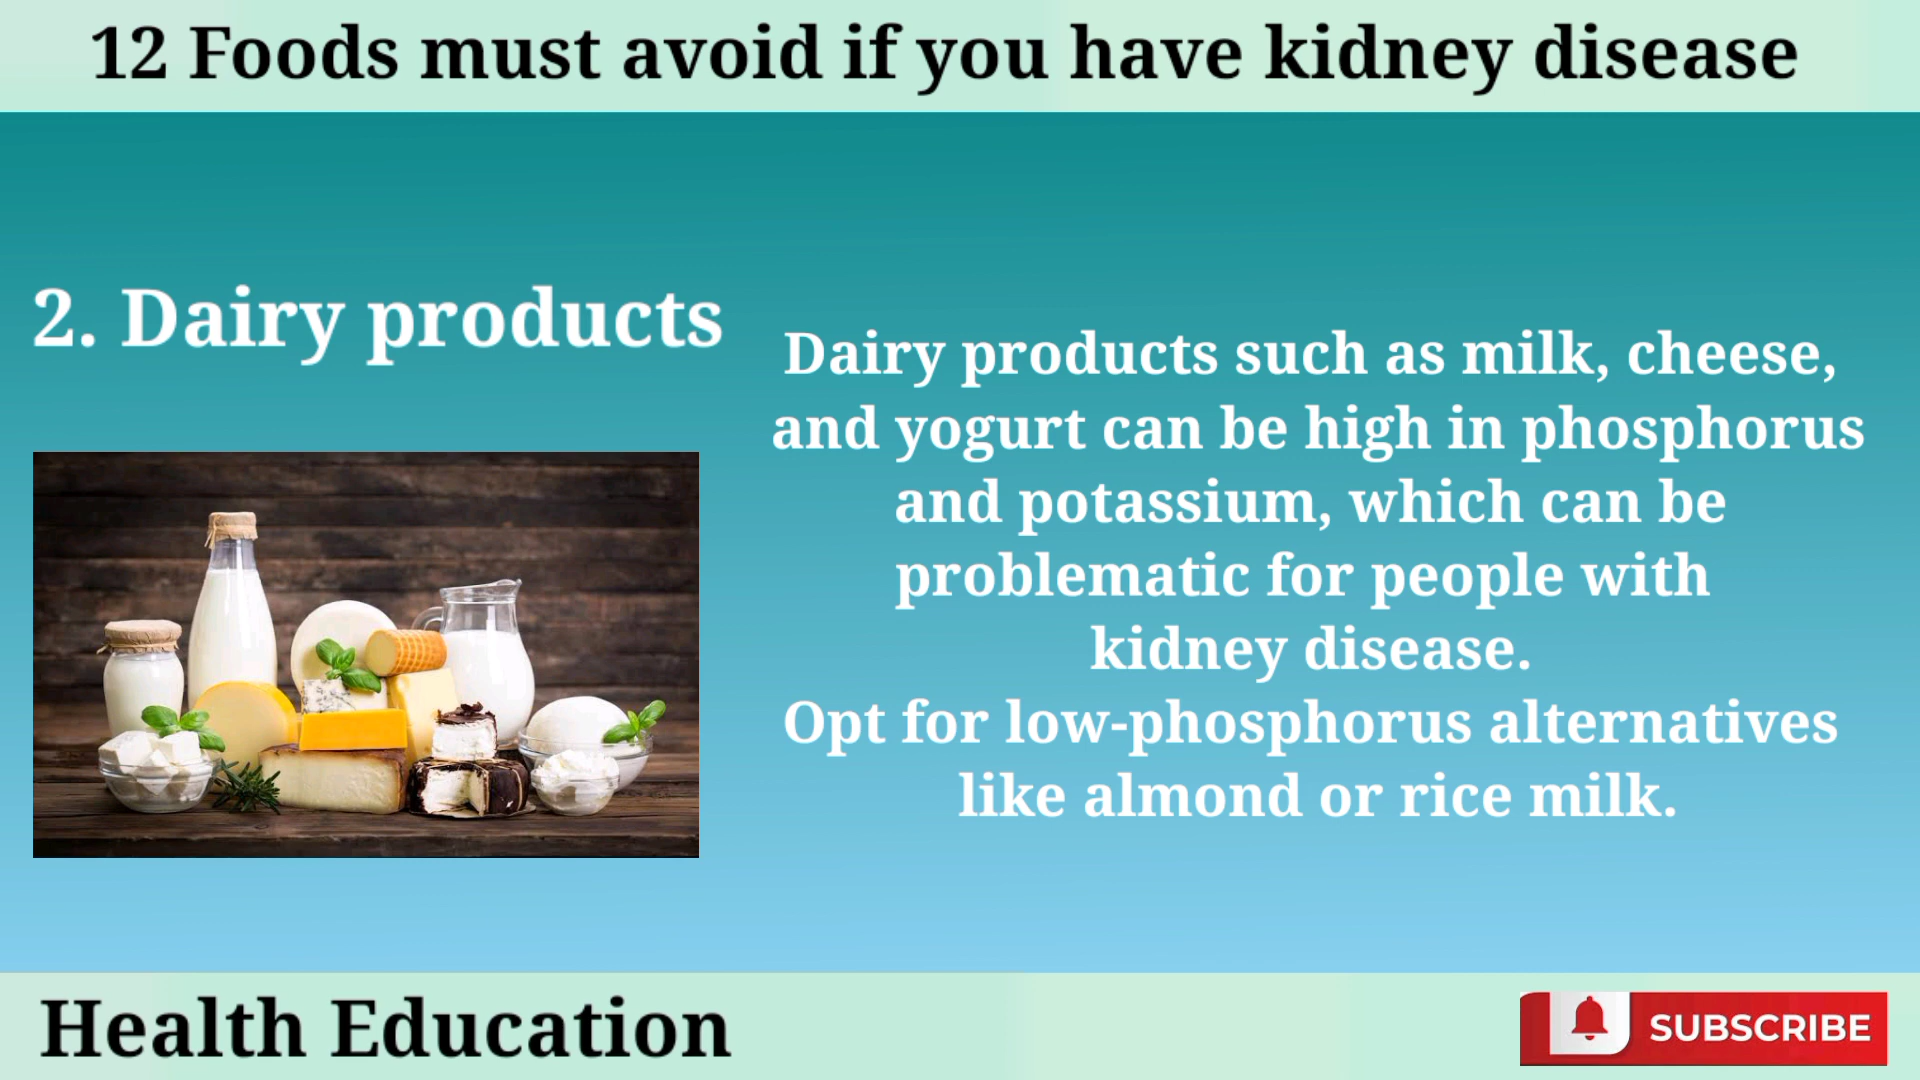 12 Foods must avoid if you have kidney disease
2. Dairy products
Dairy products such as milk, cheese,
and yogurt can be high in phosphorus
and potassium, which can be
problematic for people with
kidney disease.
Opt for low-phosphorus alternatives
like almond or rice milk.
Health Education
SUBSCRIBE